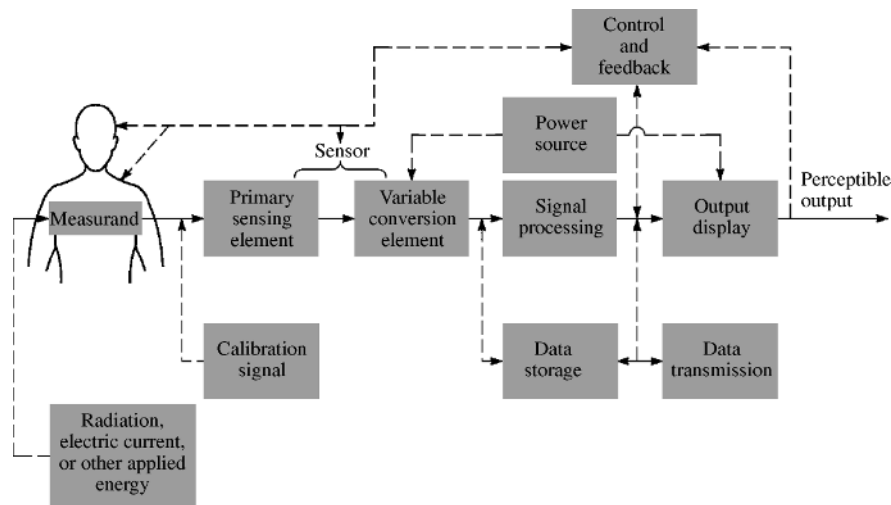 Control
and
feedback
Power
source
Sensor
Perceptible
output
Measurand
Primary
sensing
element
Variable
conversion
element
Signal
processing
Output
display
Calibration
signal
Data
storage
Data
transmission
Radiation,
electric current,
or other applied
energy